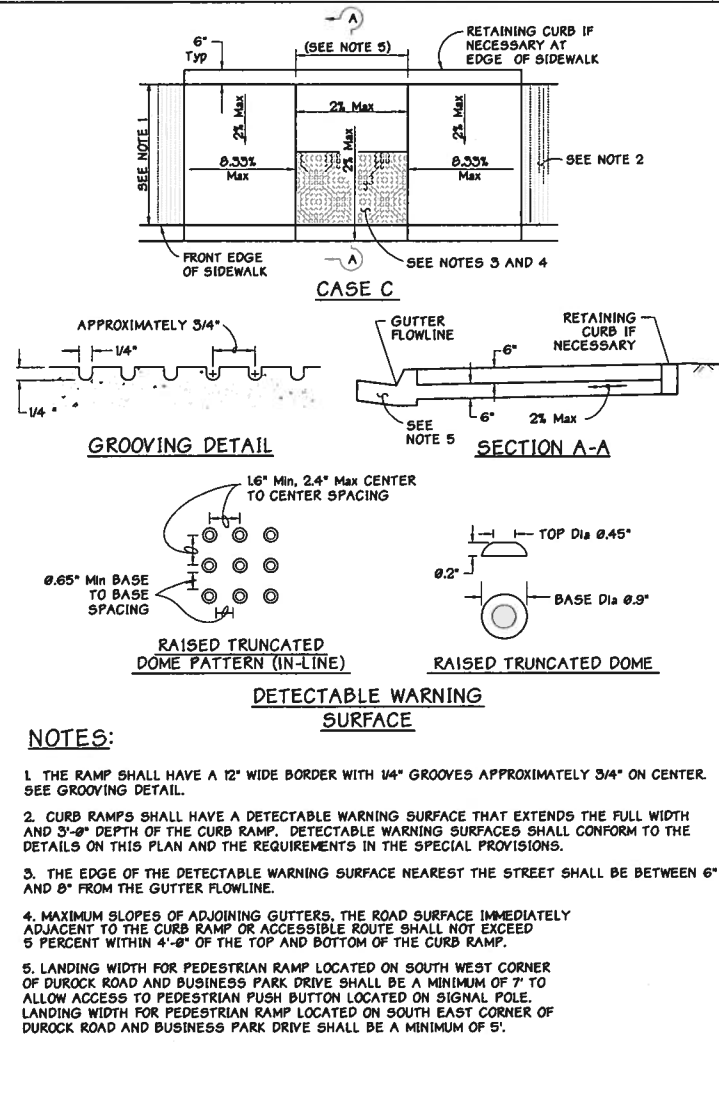 A
6"
Typ
(SEE NOTE 5)
RETAINING CURB IF
NECESSARY AT
EDGE OF SIDEWALK
SEE NOTE 1
2% Max
2% Max
2% Max
2% Max
8.33%
Max
8.33%
Max
SEE NOTE 2
FRONT EDGE
OF SIDEWALK
A
SEE NOTES 3 AND 4
CASE C
APPROXIMATELY 3/4"
1/4"
1/4"
GROOVING DETAIL
GUTTER
FLOWLINE
RETAINING
CURB IF
NECESSARY
6"
6"
2% Max
SEE
NOTE 5
SECTION A-A
1.6" Min, 2.4" Max CENTER
TO CENTER SPACING
0.65" Min BASE
TO BASE
SPACING
RAISED TRUNCATED
DOME PATTERN (IN-LINE)
TOP Dia 0.45"
0.2"
BASE Dia 0.9"
RAISED TRUNCATED DOME
DETECTABLE WARNING
SURFACE
NOTES:
1. THE RAMP SHALL HAVE A 12" WIDE BORDER WITH 1/4" GROOVES APPROXIMATELY 3/4" ON CENTER.
SEE GROOVING DETAIL.
2. CURB RAMPS SHALL HAVE A DETECTABLE WARNING SURFACE THAT EXTENDS THE FULL WIDTH
AND 3'-0" DEPTH OF THE CURB RAMP. DETECTABLE WARNING SURFACES SHALL CONFORM TO THE
DETAILS ON THIS PLAN AND THE REQUIREMENTS IN THE SPECIAL PROVISIONS.
3. THE EDGE OF THE DETECTABLE WARNING SURFACE NEAREST THE STREET SHALL BE BETWEEN 6"
AND 8" FROM THE GUTTER FLOWLINE.
4. MAXIMUM SLOPES OF ADJOINING GUTTERS, THE ROAD SURFACE IMMEDIATELY
ADJACENT TO THE CURB RAMP OR ACCESSIBLE ROUTE SHALL NOT EXCEED
5 PERCENT WITHIN 4'-0" OF THE TOP AND BOTTOM OF THE CURB RAMP.
5. LANDING WIDTH FOR PEDESTRIAN RAMP LOCATED ON SOUTH WEST CORNER
OF DUROCK ROAD AND BUSINESS PARK DRIVE SHALL BE A MINIMUM OF 7' TO
ALLOW ACCESS TO PEDESTRIAN PUSH BUTTON LOCATED ON SIGNAL POLE.
LANDING WIDTH FOR PEDESTRIAN RAMP LOCATED ON SOUTH EAST CORNER OF
DUROCK ROAD AND BUSINESS PARK DRIVE SHALL BE A MINIMUM OF 5'.